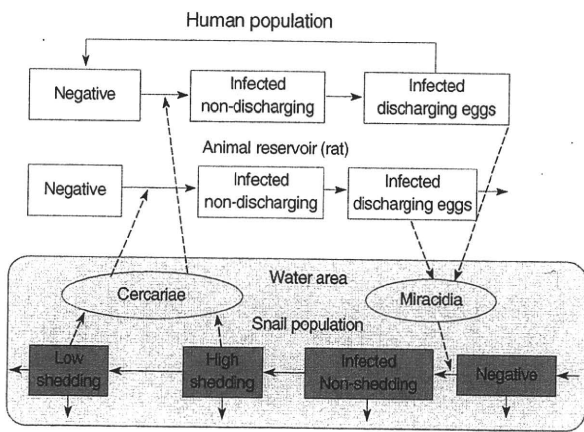 Human population
Negative
Infected
non-discharging
Infected
discharging eggs
Animal reservoir (rat)
Negative
Infected
non-discharging
Infected
discharging eggs
Water area
Cercariae
Miracidia
Snail population
Low
shedding
High
shedding
Infected
Non-shedding
Negative